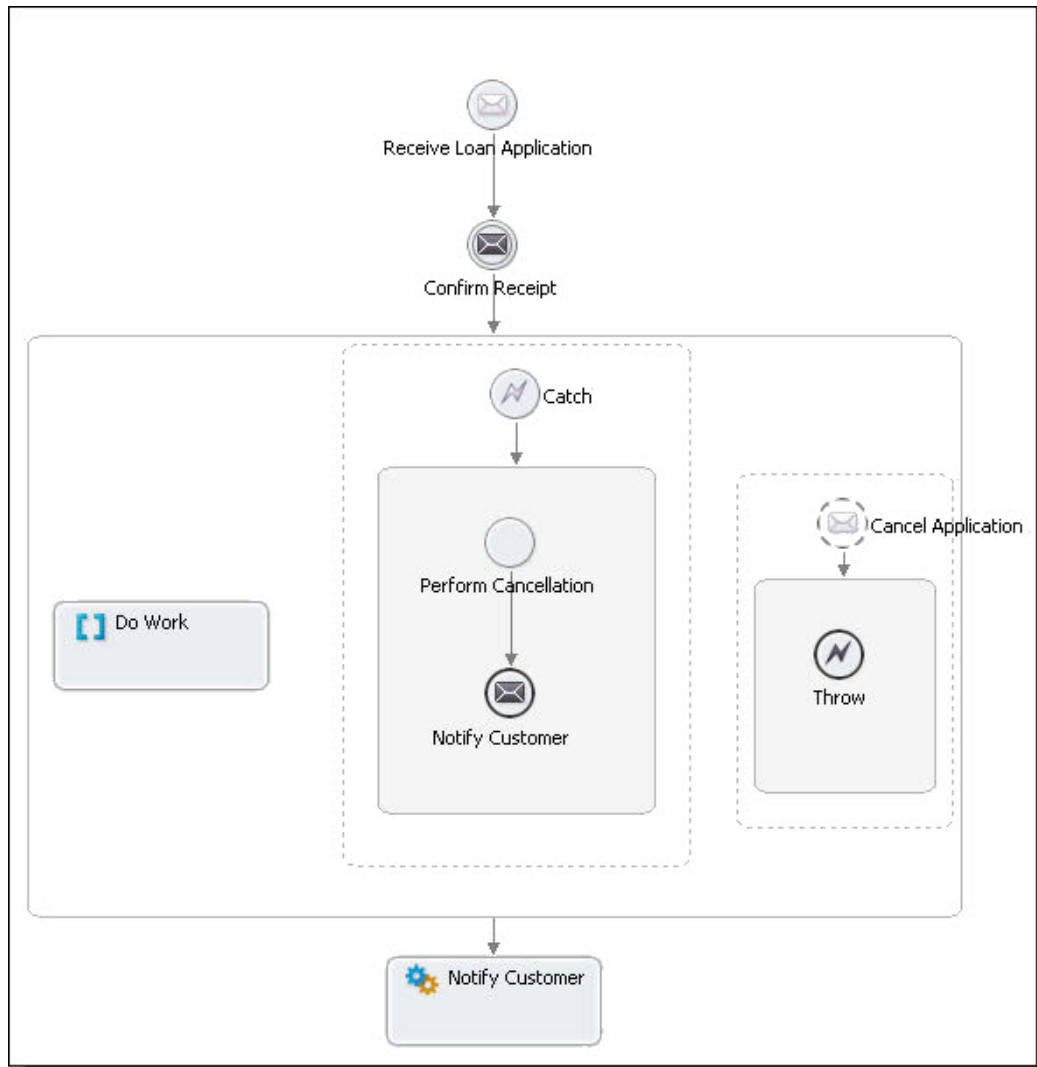 Receive Loan Application
Confirm Receipt
Catch
Cancel Application
Perform Cancellation
Do Work
Throw
Notify Customer
Notify Customer